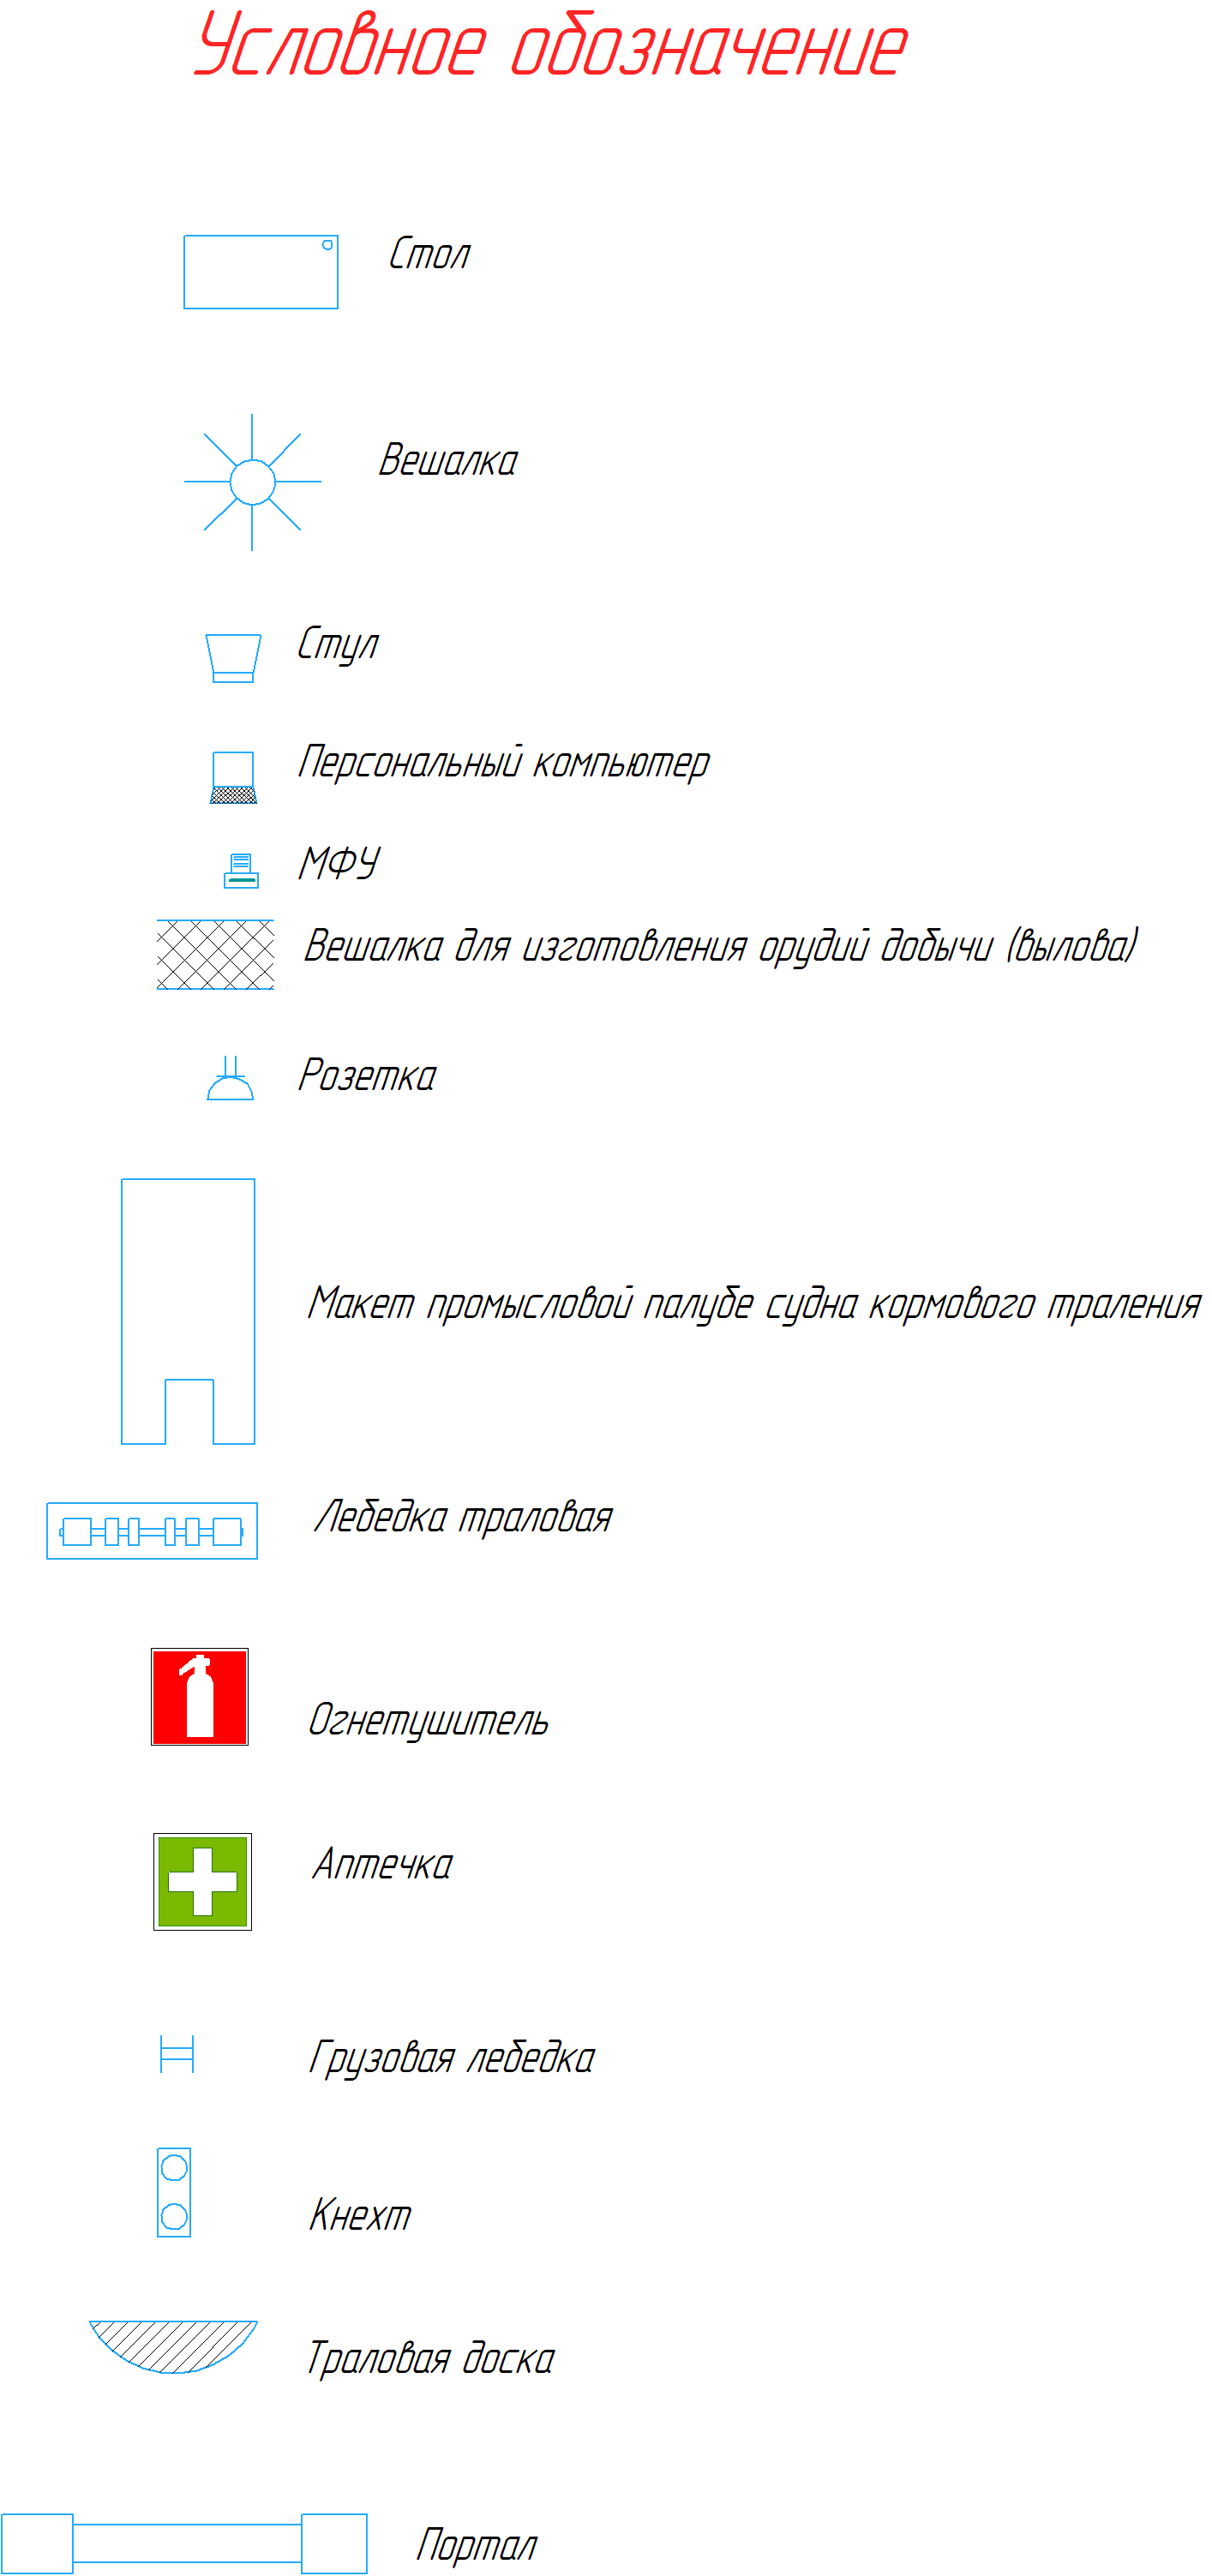 Условное обозначение
Стол
Вешалка
Стул
Персональный компьютер
МФУ
Вешалка для изготовления орудий добычи (вылова)
Розетка
Макет промысловой палубе судна кормового траления
Лебедка траловая
Огнетушитель
Аптечка
Грузовая лебедка
Кнехт
Траловая доска
Портал